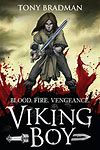 TONY BRADMAN
BLOOD. FIRE. VENGEANCE.
VIKING
BOY